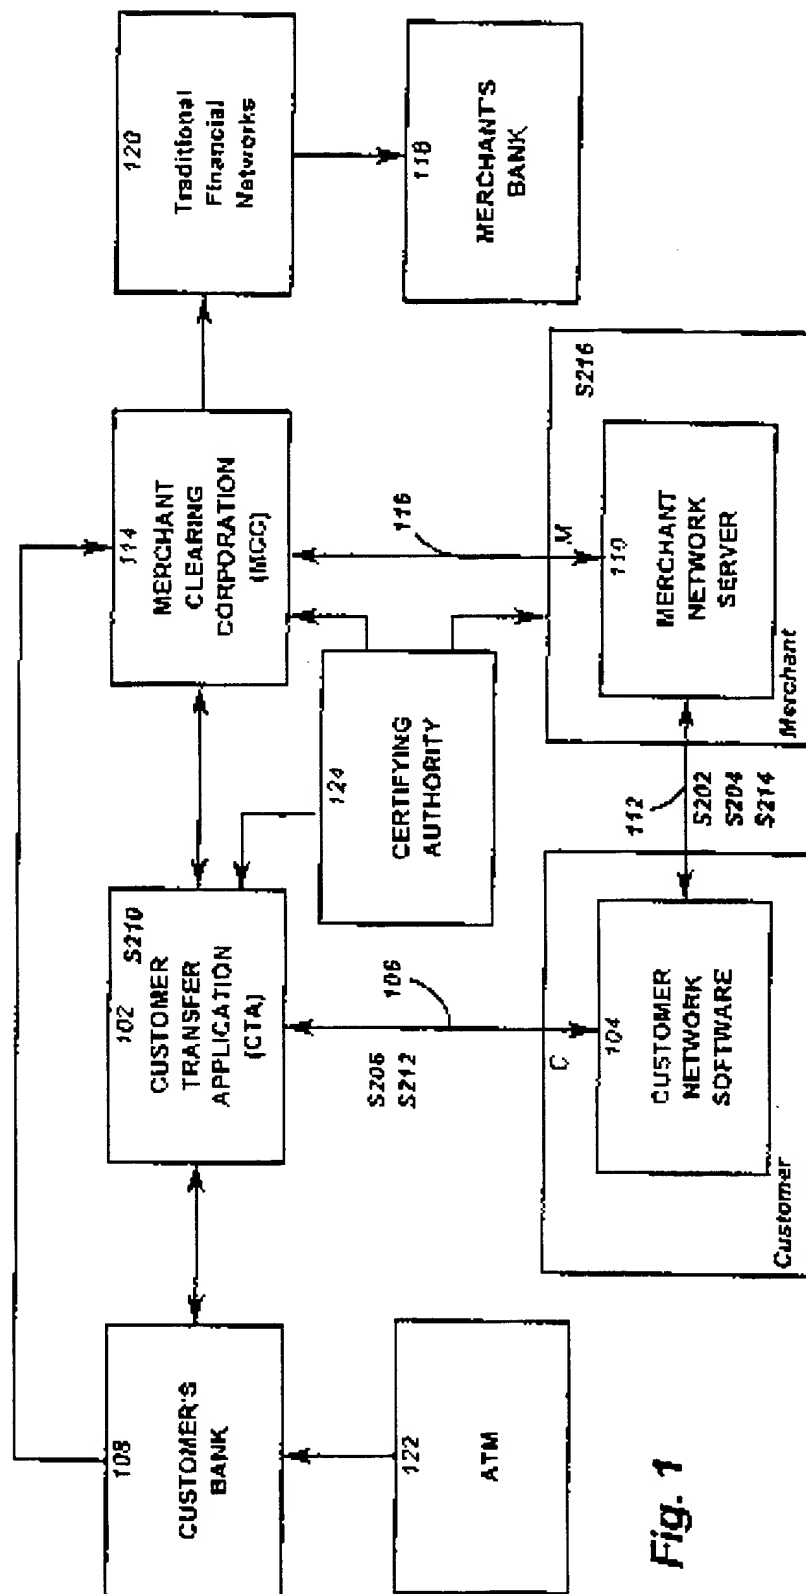 108
CUSTOMER'S
BANK
102
S210
CUSTOMER
TRANSFER
APPLICATION
(CTA)
114
MERCHANT
CLEARING
CORPORATION
(MCC)
120
Traditional
Financial
Networks
122
ATM
S206
S212
106
124
CERTIFYING
AUTHORITY
116
118
MERCHANT'S
BANK
C
104
CUSTOMER
NETWORK
SOFTWARE
Customer
112
S202
S204
S214
M
S216
110
MERCHANT
NETWORK
SERVER
Merchant
Fig. 1